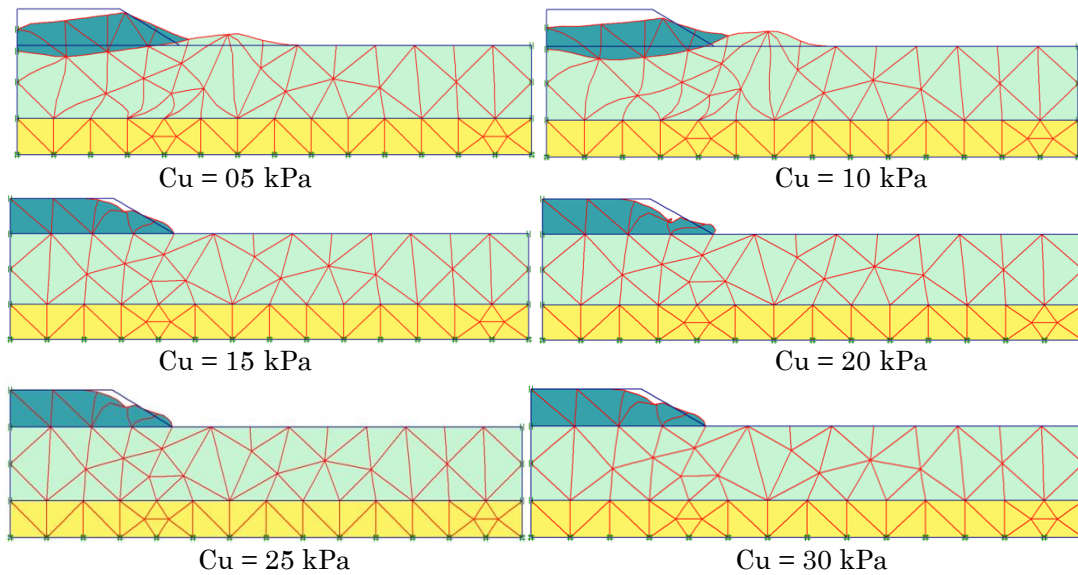 Cu = 05 kPa
Cu = 10 kPa
Cu = 15 kPa
Cu = 20 kPa
Cu = 25 kPa
Cu = 30 kPa